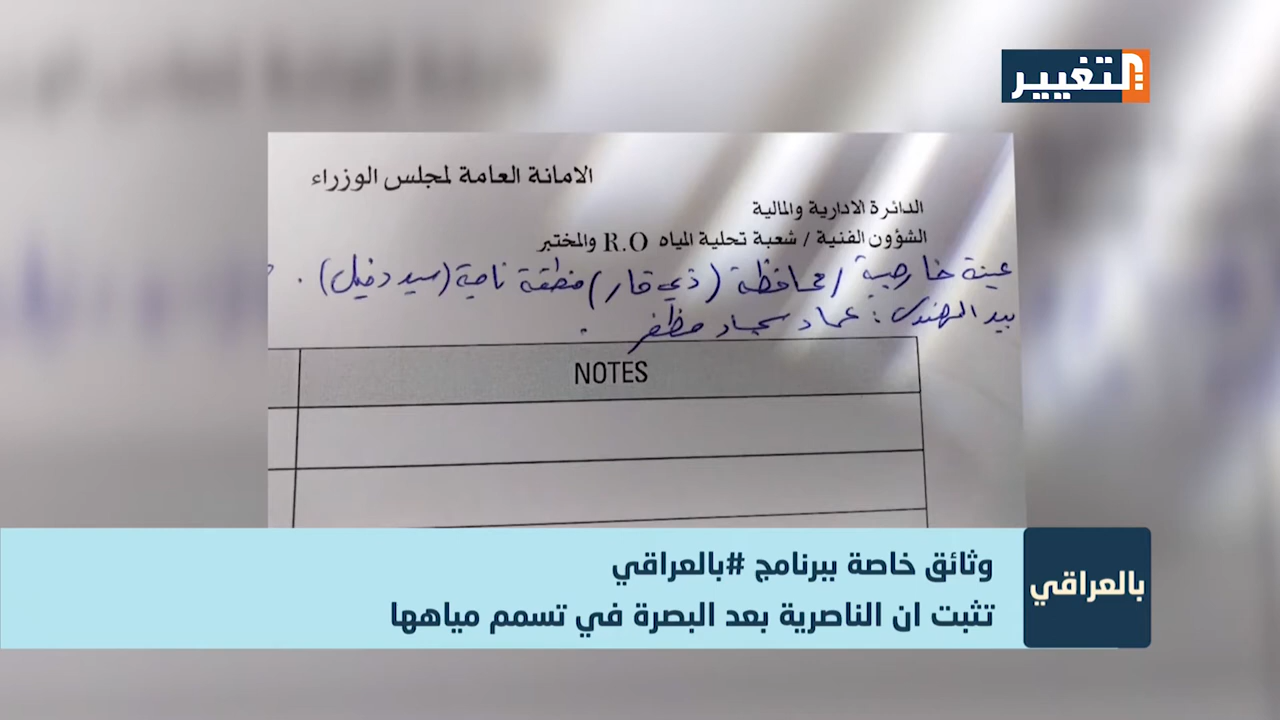 التغيير
الامانة العامة لمجلس الوزراء
الدائرة الادارية والمالية
الشؤون الفنية / شعبة تحلية المياه R.O والمختبر
عينة خارجية / محافظة (ذي قار) منطقة ناحية (سيد دخيل) .
بيد المهندس : عماد سجاد مظفر .
NOTES
وثائق خاصة ببرنامج #بالعراقي
تثبت ان الناصرية بعد البصرة في تسمم مياهها
بالعراقي